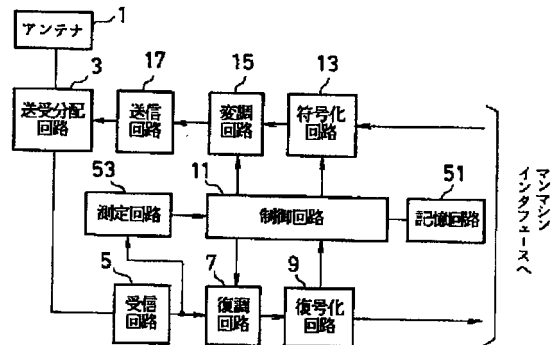 1
アンテナ
3
送受分配
回路
17
送信
回路
15
変調
回路
13
符号化
回路
53
測定回路
11
制御回路
51
記憶回路
5
受信
回路
7
復調
回路
9
復号化
回路
マンマシン
インタフェースへ